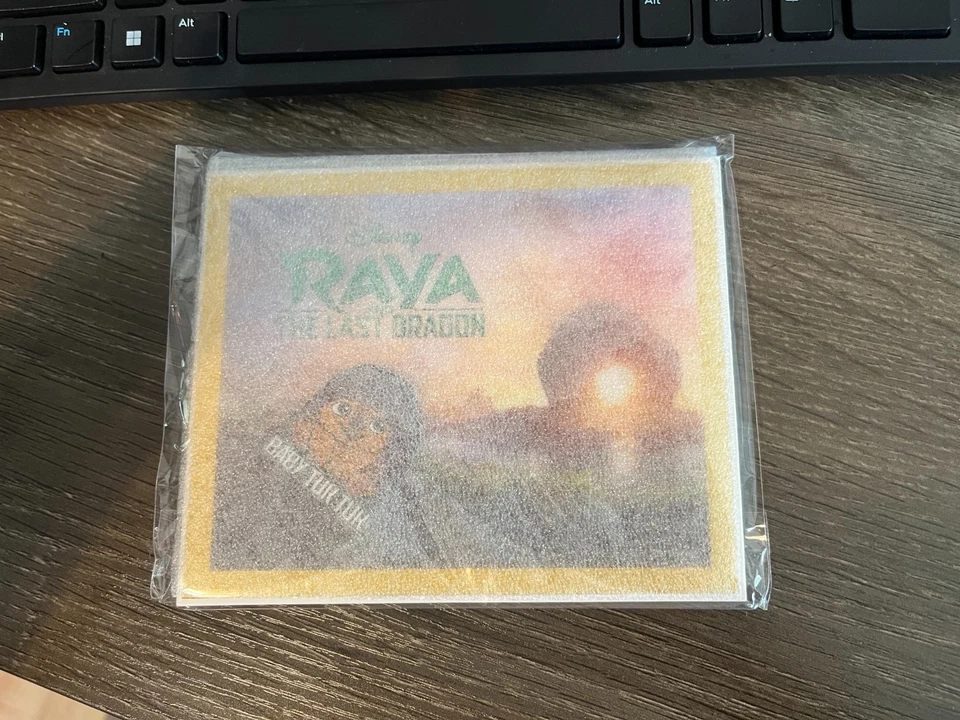 Fn
Alt
Alt
Disney
RAYA
THE LAST DRAGON
BABY TUK TUK